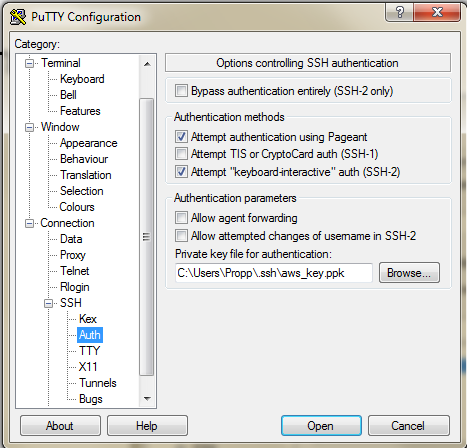 PuTTY Configuration
Category:
Terminal
Keyboard
Bell
Features
Window
Appearance
Behaviour
Translation
Selection
Colours
Connection
Data
Proxy
Telnet
Rlogin
SSH
Kex
Auth
TTY
X11
Tunnels
Bugs
Options controlling SSH authentication
Bypass authentication entirely (SSH-2 only)
Authentication methods
Attempt authentication using Pageant
Attempt TIS or CryptoCard auth (SSH-1)
Attempt "keyboard-interactive" auth (SSH-2)
Authentication parameters
Allow agent forwarding
Allow attempted changes of username in SSH-2
Private key file for authentication:
C:\Users\Propp\.ssh\aws_key.ppk
Browse...
About
Help
Open
Cancel